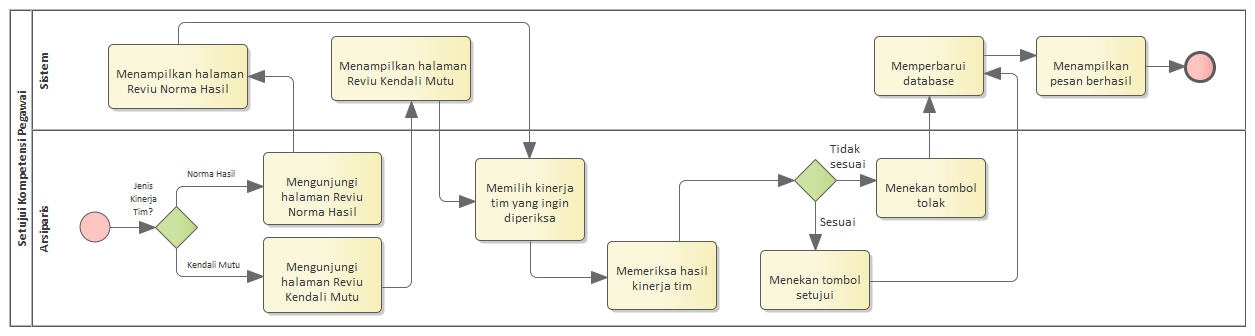 Setujui Kompetensi Pegawai
Sistem
Menampilkan halaman
Reviu Norma Hasil
Menampilkan halaman
Reviu Kendali Mutu
Memperbarui
database
Menampilkan
pesan berhasil
Arsiparis
Jenis
Kinerja
Tim?
Norma Hasil
Kendali Mutu
Mengunjungi
halaman Reviu
Norma Hasil
Mengunjungi
halaman Reviu
Kendali Mutu
Memilih kinerja
tim yang ingin
diperiksa
Memeriksa hasil
kinerja tim
Tidak
sesuai
Sesuai
Menekan tombol
tolak
Menekan tombol
setujui